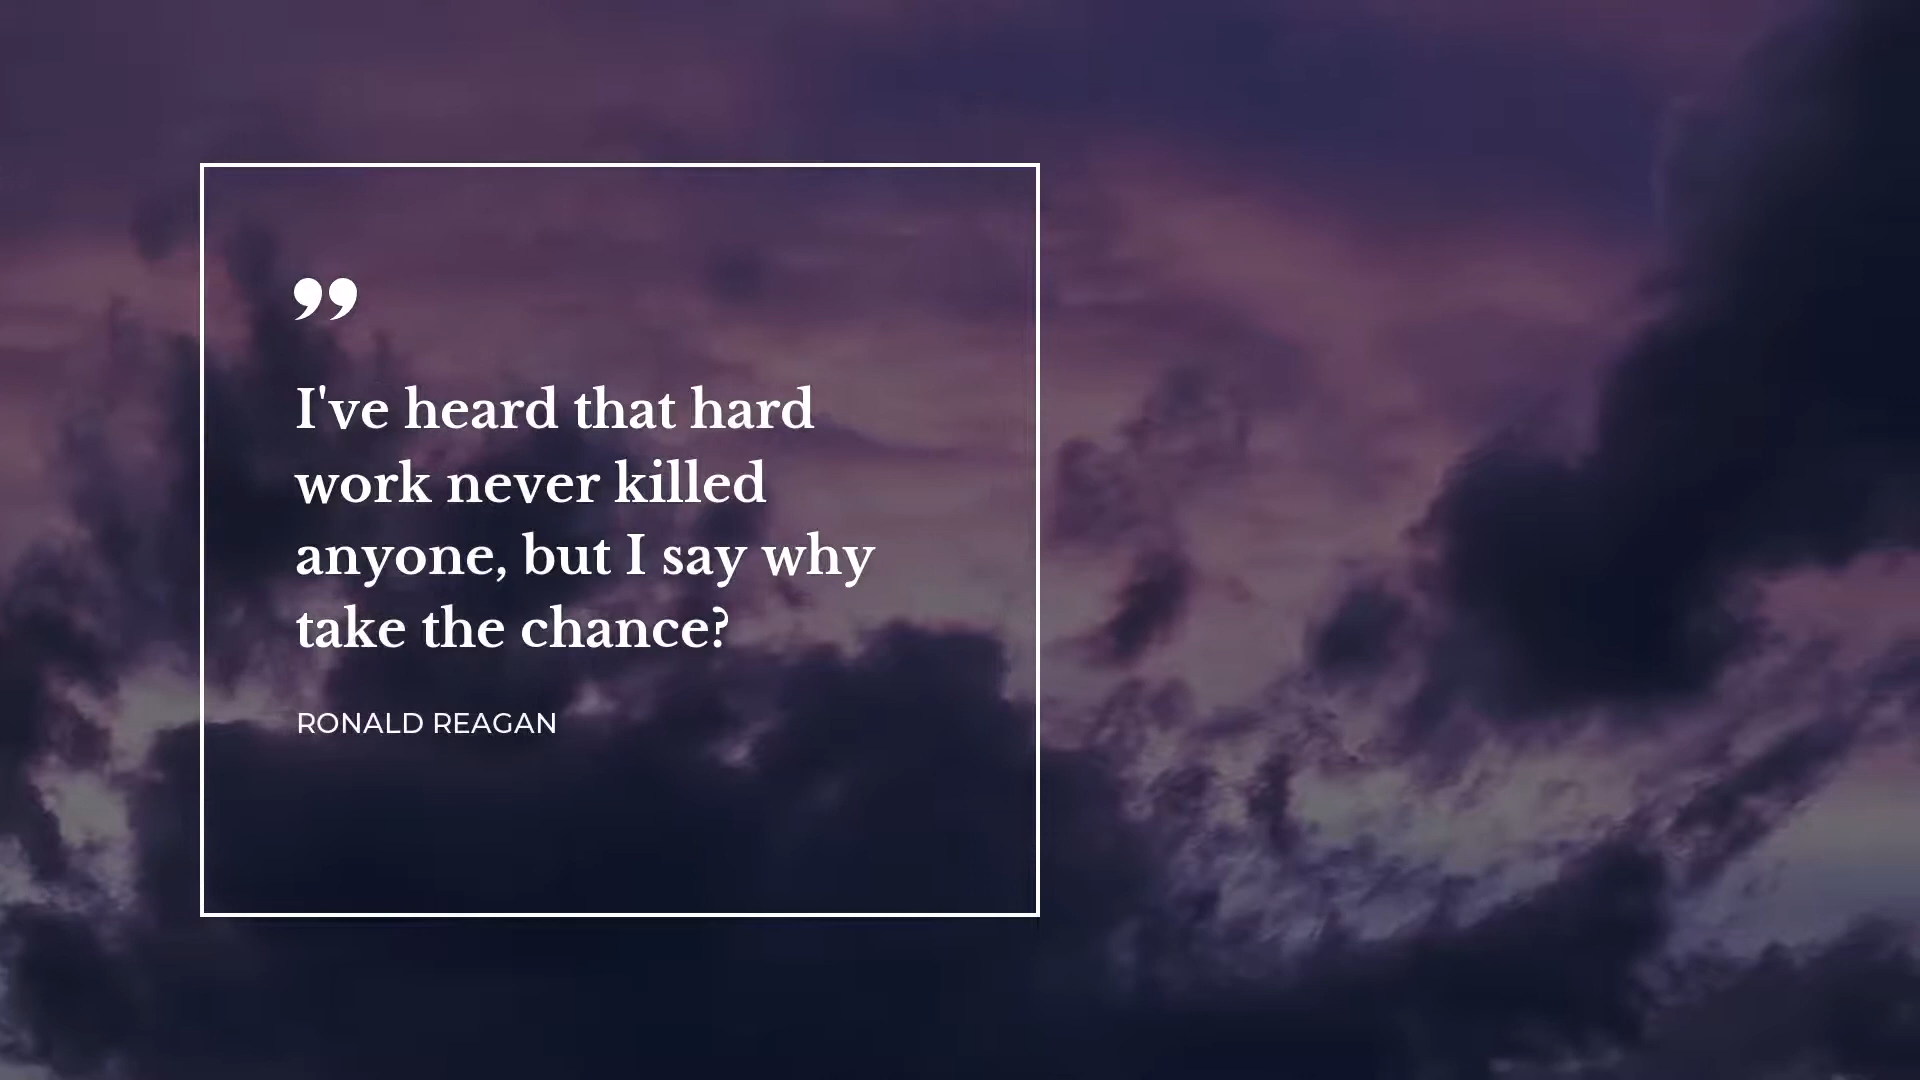 ”
I've heard that hard
work never killed
anyone, but I say why
take the chance?
RONALD REAGAN